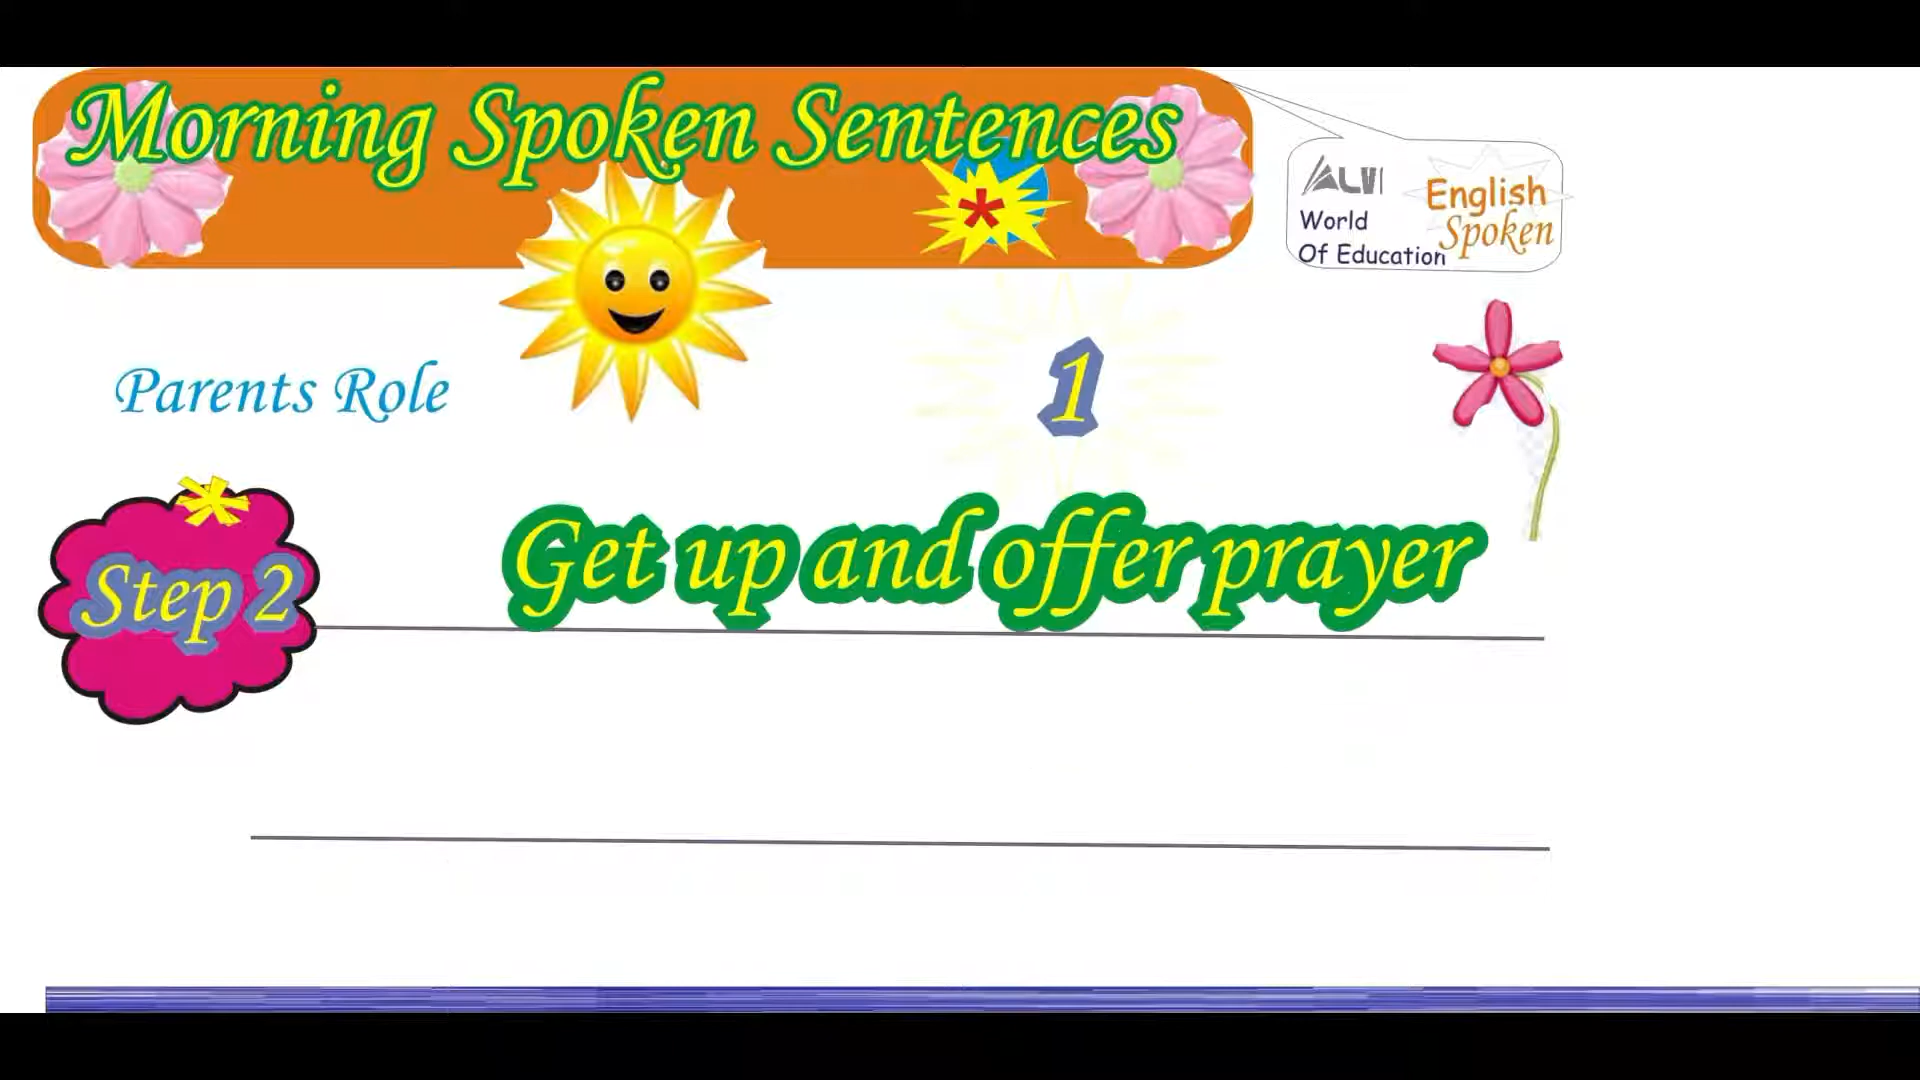 Morning Spoken Sentences
*
ALVI
World
Of Education
English
Spoken
Parents Role
1
Step 2
Get up and offer prayer